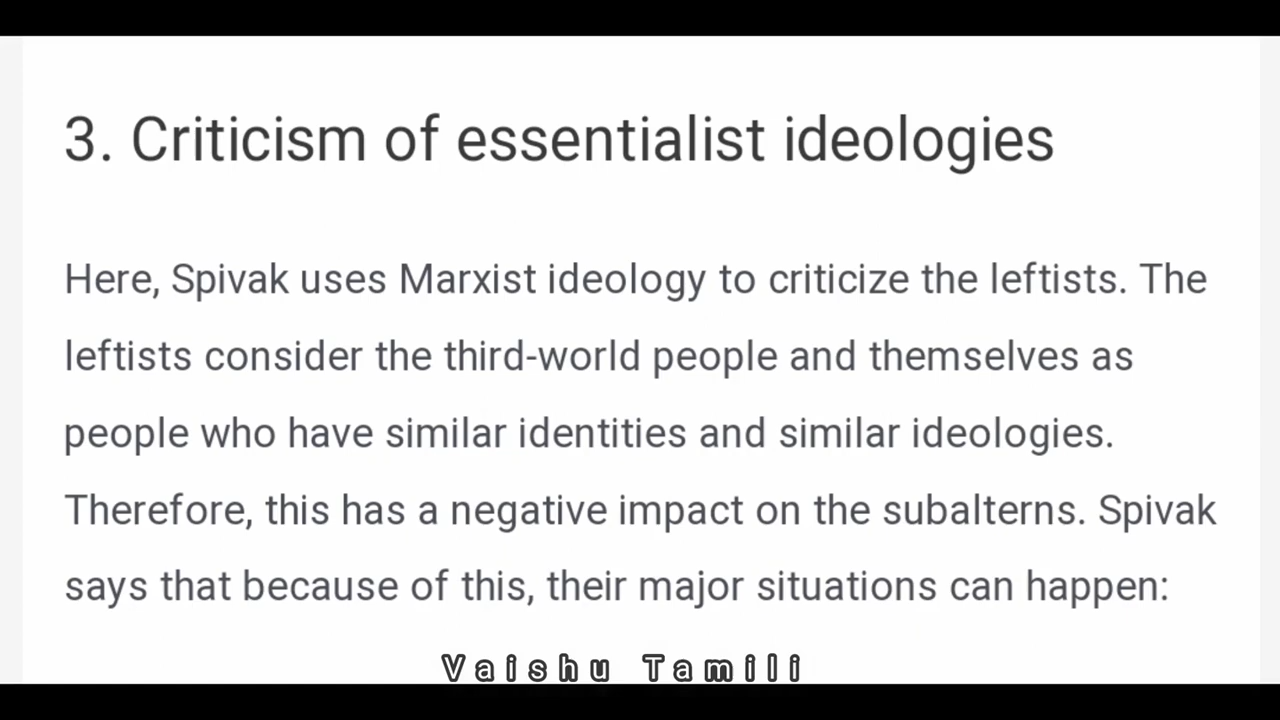 3. Criticism of essentialist ideologies
Here, Spivak uses Marxist ideology to criticize the leftists. The
leftists consider the third-world people and themselves as
people who have similar identities and similar ideologies.
Therefore, this has a negative impact on the subalterns. Spivak
says that because of this, their major situations can happen:
Vaishu Tamili